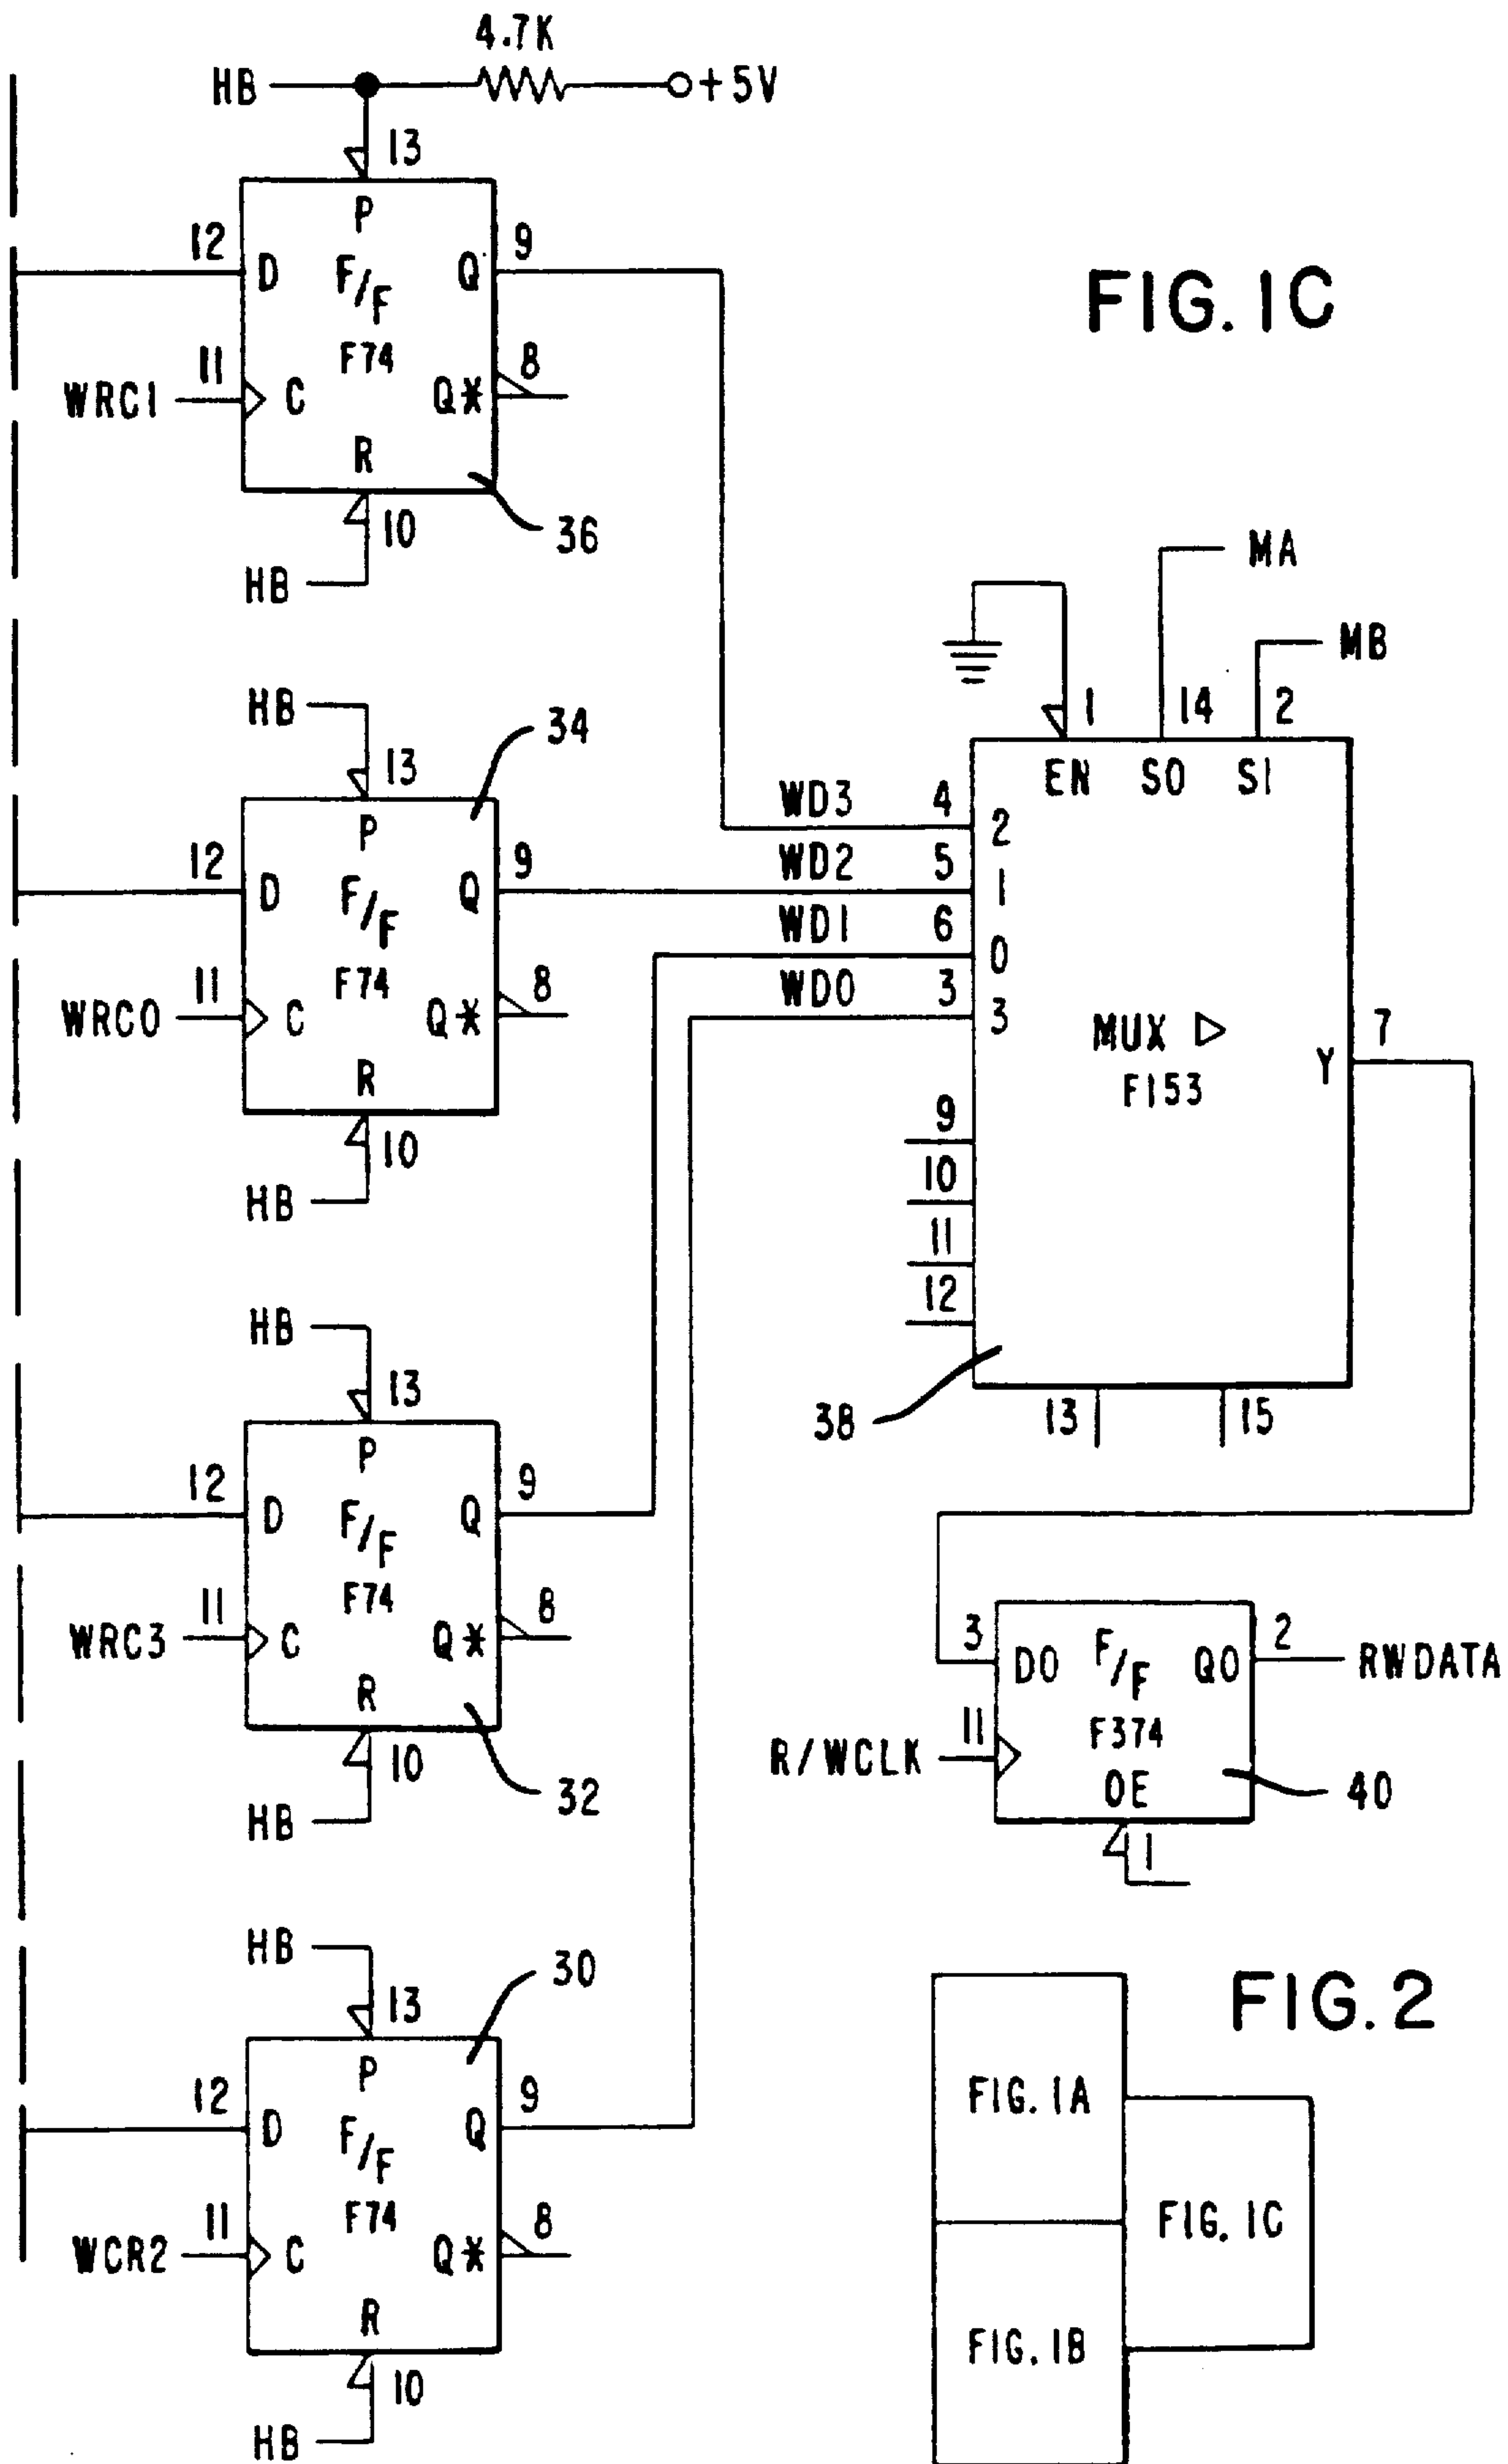 4.7K
HB
+5V
13
P
12
D
F/F
Q
9
F74
11
WRC1
C
Q*
8
R
10
36
HB
FIG. 1C
HB
13
34
P
12
D
F/F
Q
9
F74
11
WRC0
C
Q*
8
R
10
HB
MA
MB
1
14
2
EN
S0
S1
WD3
4
2
WD2
5
1
WD1
6
0
WD0
3
3
MUX
F153
Y
7
9
10
11
12
38
13
15
HB
13
P
12
D
F/F
Q
9
F74
11
WRC3
C
Q*
8
R
10
32
HB
3
D0
F/F
Q0
2
RWDATA
11
R/WCLK
F374
OE
40
1
HB
13
30
P
12
D
F/F
Q
9
F74
11
WCR2
C
Q*
8
R
10
HB
FIG. 2
FIG. 1A
FIG. 1C
FIG. 1B